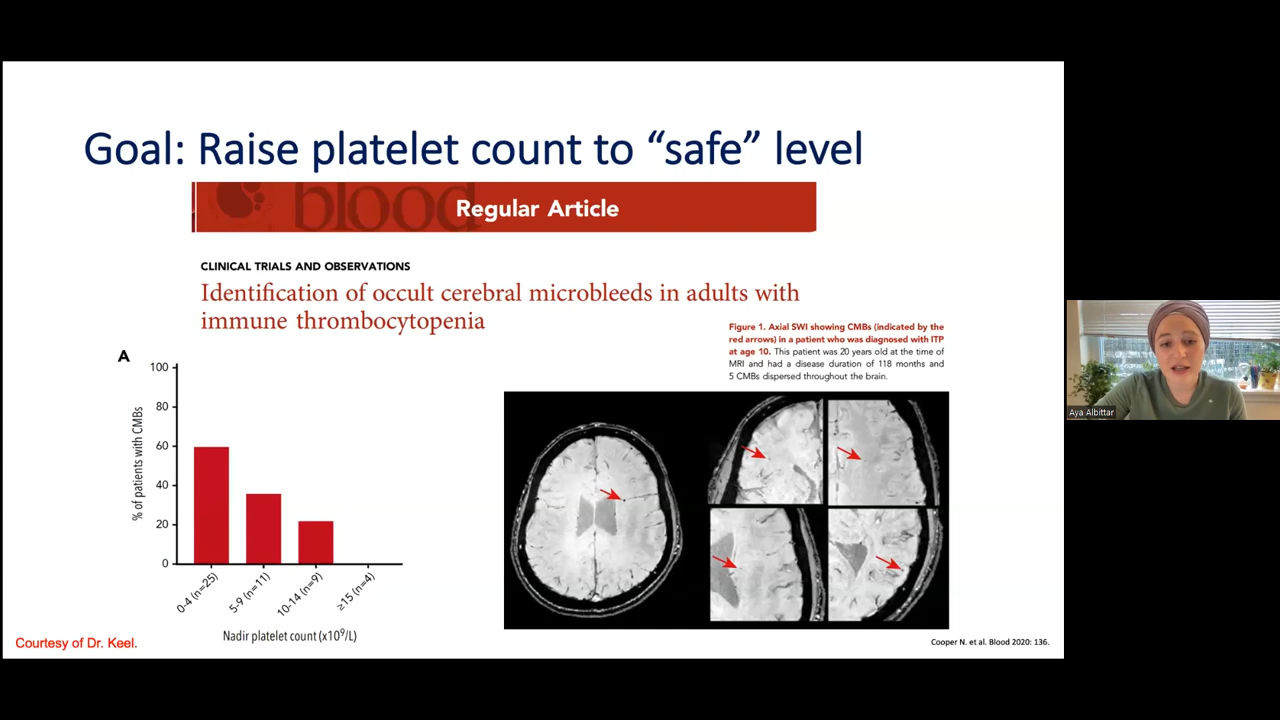 Goal: Raise platelet count to “safe” level
blood
Regular Article
CLINICAL TRIALS AND OBSERVATIONS
Identification of occult cerebral microbleeds in adults with
immune thrombocytopenia
Figure 1. Axial SWI showing CMBs (indicated by the
red arrows) in a patient who was diagnosed with ITP
at age 10. This patient was 20 years old at the time of
MRI and had a disease duration of 118 months and
5 CMBs dispersed throughout the brain.
A
% of patients with CMBs
100
80
60
40
20
0
0-4 (n=25)
5-9 (n=11)
10-14 (n=9)
≥15 (n=4)
Nadir platelet count (x10⁹/L)
Courtesy of Dr. Keel.
Cooper N. et al. Blood 2020: 136.
Aya Albittar